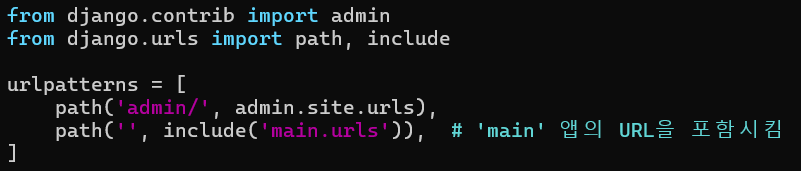 from django.contrib import admin
from django.urls import path, include

urlpatterns = [
    path('admin/', admin.site.urls),
    path('', include('main.urls')),  # 'main' 앱의 URL을 포함시킴
]